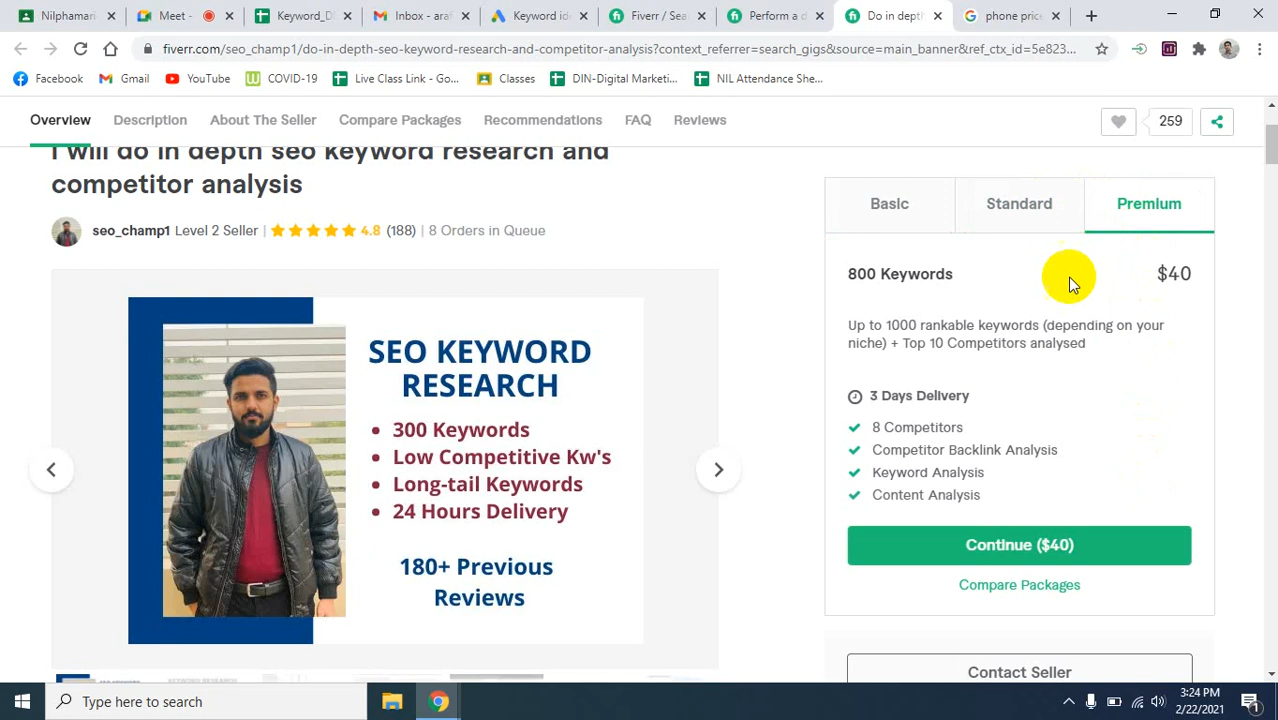 Nilphamari
Meet -
Keyword_D
Inbox - araf
Keyword ide
Fiverr / Sea
Perform a d
Do in depth
phone price
fiverr.com/seo_champ1/do-in-depth-seo-keyword-research-and-competitor-analysis?context_referrer=search_gigs&source=main_banner&ref_ctx_id=5e823...
Facebook
Gmail
YouTube
COVID-19
Live Class Link - Go...
Classes
DIN-Digital Marketi...
NIL Attendance She...
Overview
Description
About The Seller
Compare Packages
Recommendations
FAQ
Reviews
259
I will do in depth seo keyword research and
competitor analysis
seo_champ1 Level 2 Seller | 4.8 (188) | 8 Orders in Queue
SEO KEYWORD
RESEARCH
• 300 Keywords
• Low Competitive Kw's
• Long-tail Keywords
• 24 Hours Delivery
180+ Previous
Reviews
Basic
Standard
Premium
800 Keywords
$40
Up to 1000 rankable keywords (depending on your
niche) + Top 10 Competitors analysed
3 Days Delivery
8 Competitors
Competitor Backlink Analysis
Keyword Analysis
Content Analysis
Continue ($40)
Compare Packages
Contact Seller
Type here to search
3:24 PM
2/22/2021
1